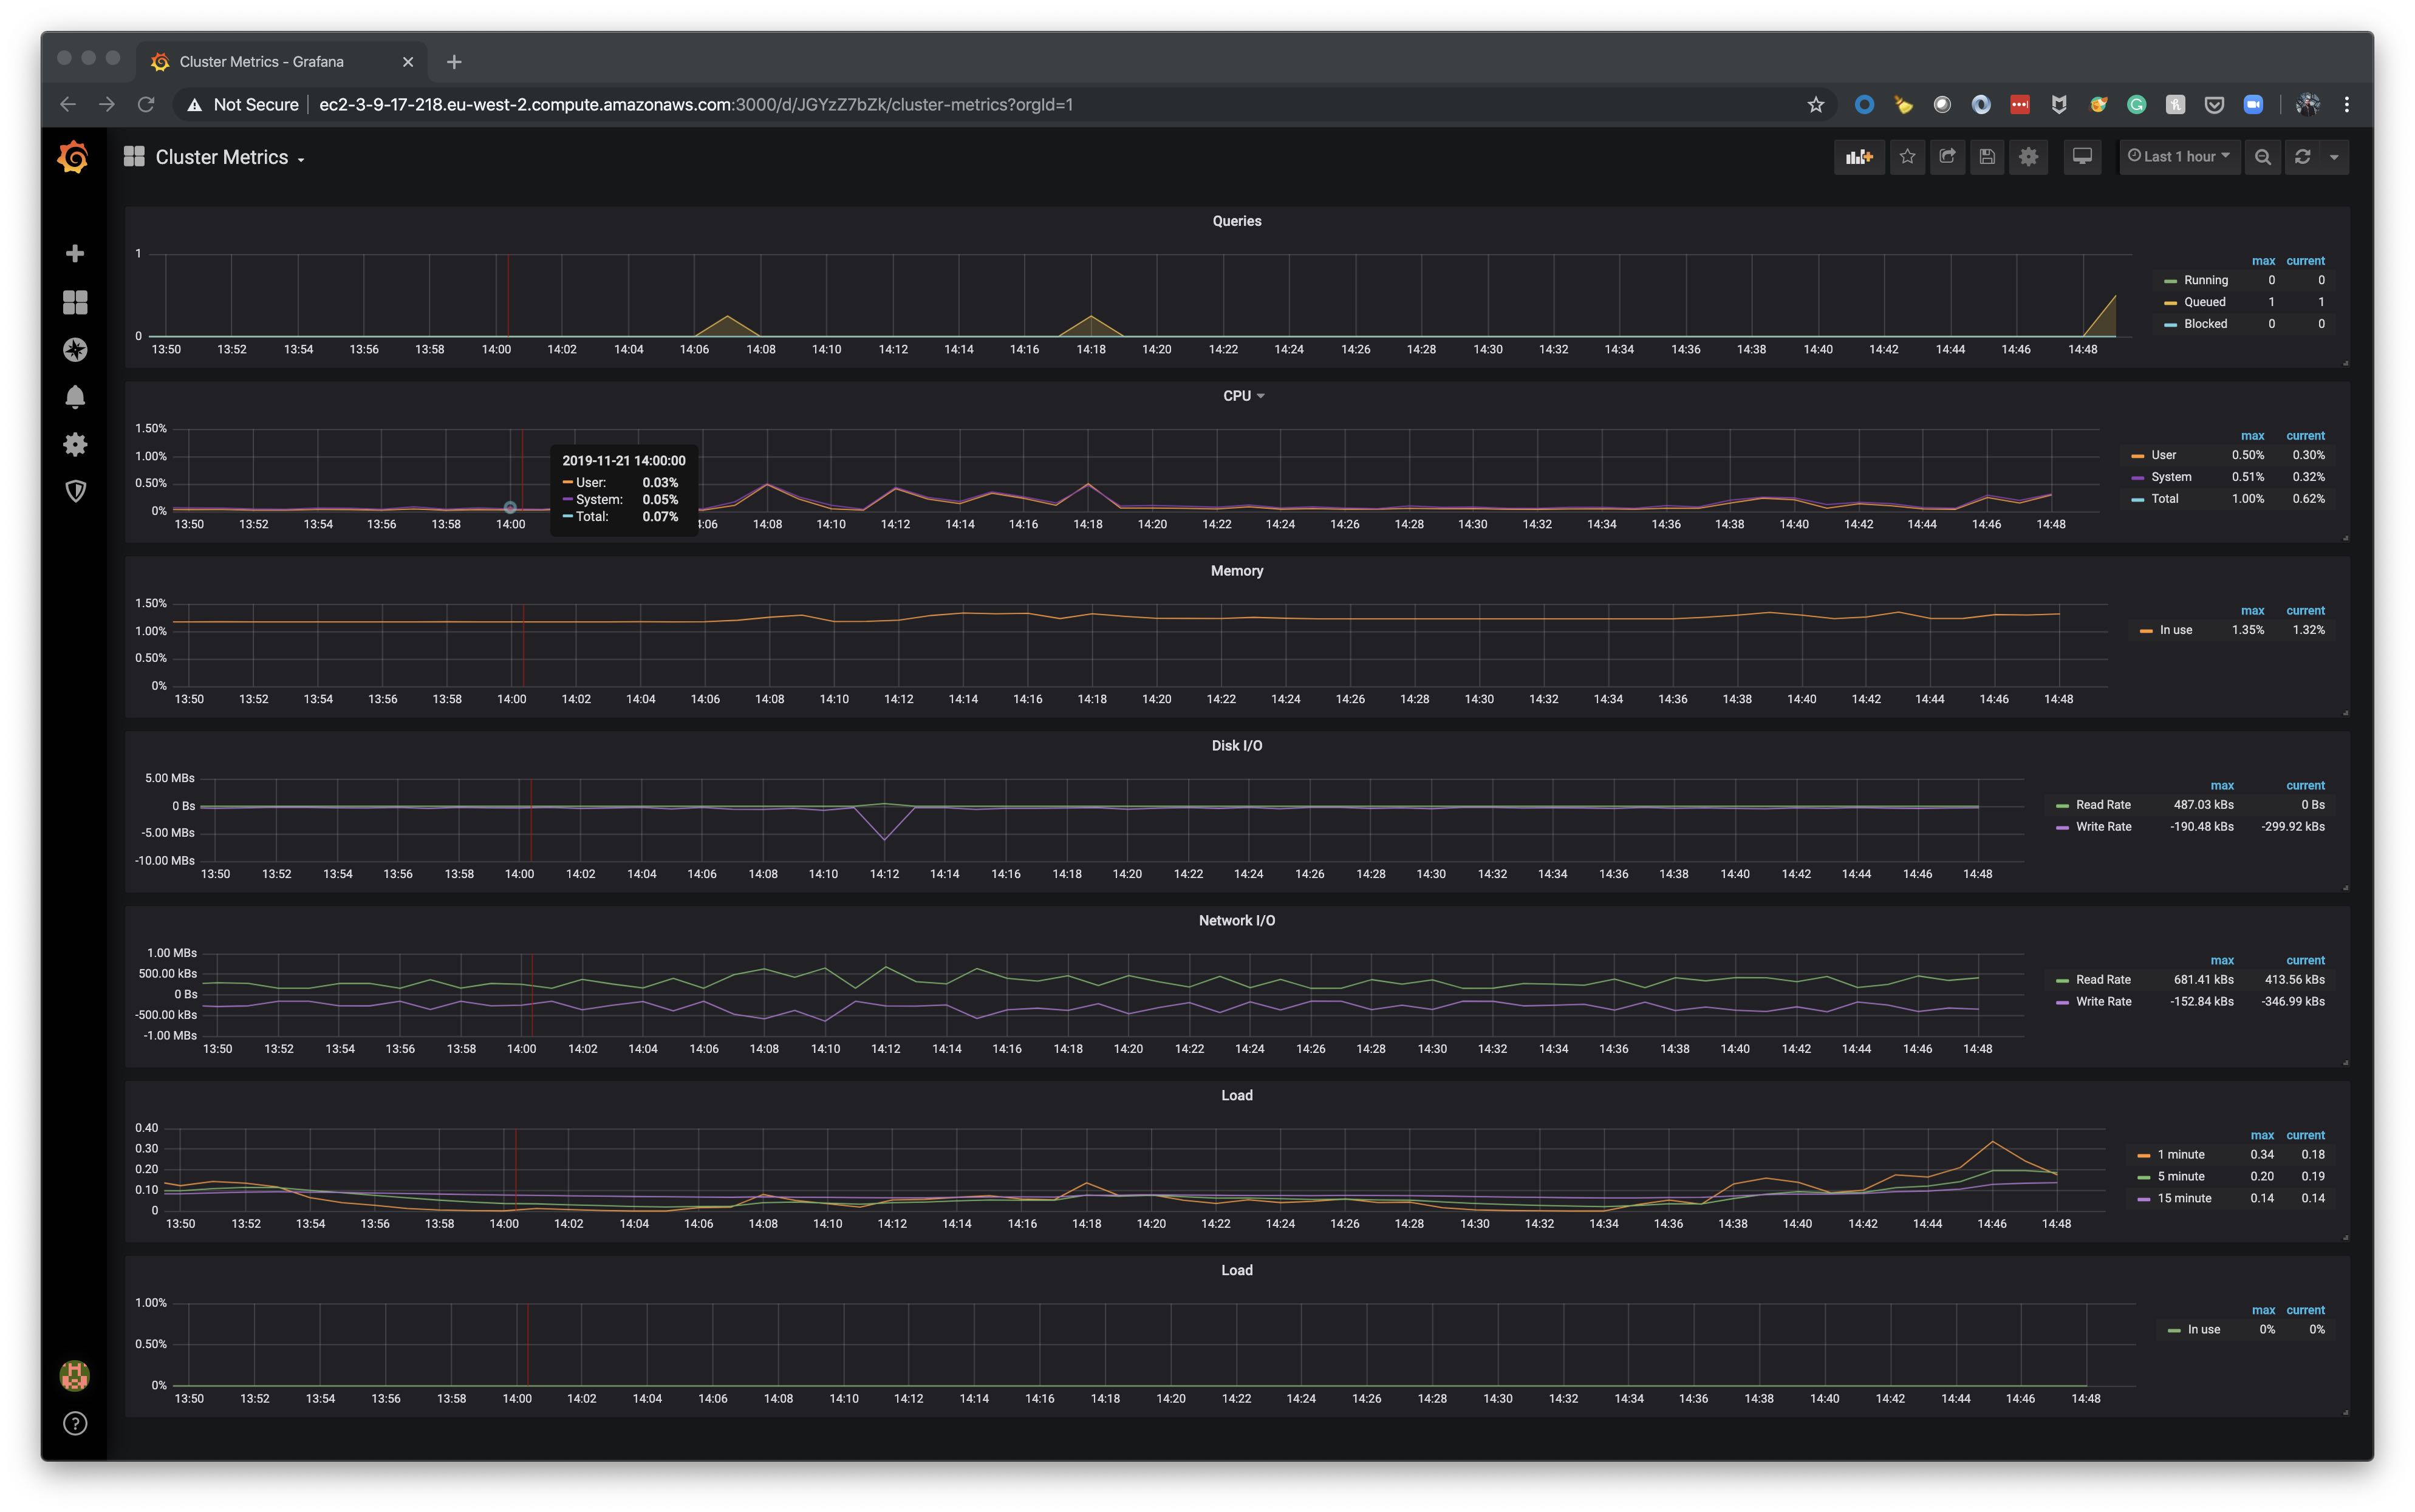 Cluster Metrics - Grafana
Not Secure ec2-3-9-17-218.eu-west-2.compute.amazonaws.com:3000/d/JGYzZ7bZk/cluster-metrics?orgId=1
Cluster Metrics
Last 1 hour
Queries
1
0
13:50 13:52 13:54 13:56 13:58 14:00 14:02 14:04 14:06 14:08 14:10 14:12 14:14 14:16 14:18 14:20 14:22 14:24 14:26 14:28 14:30 14:32 14:34 14:36 14:38 14:40 14:42 14:44 14:46 14:48
max current
Running 0 0
Queued 1 1
Blocked 0 0
CPU
1.50%
1.00%
0.50%
0%
13:50 13:52 13:54 13:56 13:58 14:00 4:06 14:08 14:10 14:12 14:14 14:16 14:18 14:20 14:22 14:24 14:26 14:28 14:30 14:32 14:34 14:36 14:38 14:40 14:42 14:44 14:46 14:48
2019-11-21 14:00:00
User: 0.03%
System: 0.05%
Total: 0.07%
max current
User 0.50% 0.30%
System 0.51% 0.32%
Total 1.00% 0.62%
Memory
1.50%
1.00%
0.50%
0%
13:50 13:52 13:54 13:56 13:58 14:00 14:02 14:04 14:06 14:08 14:10 14:12 14:14 14:16 14:18 14:20 14:22 14:24 14:26 14:28 14:30 14:32 14:34 14:36 14:38 14:40 14:42 14:44 14:46 14:48
max current
In use 1.35% 1.32%
Disk I/O
5.00 MBs
0 Bs
-5.00 MBs
-10.00 MBs
13:50 13:52 13:54 13:56 13:58 14:00 14:02 14:04 14:06 14:08 14:10 14:12 14:14 14:16 14:18 14:20 14:22 14:24 14:26 14:28 14:30 14:32 14:34 14:36 14:38 14:40 14:42 14:44 14:46 14:48
max current
Read Rate 487.03 kBs 0 Bs
Write Rate -190.48 kBs -299.92 kBs
Network I/O
1.00 MBs
500.00 kBs
0 Bs
-500.00 kBs
-1.00 MBs
13:50 13:52 13:54 13:56 13:58 14:00 14:02 14:04 14:06 14:08 14:10 14:12 14:14 14:16 14:18 14:20 14:22 14:24 14:26 14:28 14:30 14:32 14:34 14:36 14:38 14:40 14:42 14:44 14:46 14:48
max current
Read Rate 681.41 kBs 413.56 kBs
Write Rate -152.84 kBs -346.99 kBs
Load
0.40
0.30
0.20
0.10
0
13:50 13:52 13:54 13:56 13:58 14:00 14:02 14:04 14:06 14:08 14:10 14:12 14:14 14:16 14:18 14:20 14:22 14:24 14:26 14:28 14:30 14:32 14:34 14:36 14:38 14:40 14:42 14:44 14:46 14:48
max current
1 minute 0.34 0.18
5 minute 0.20 0.19
15 minute 0.14 0.14
Load
1.00%
0.50%
0%
13:50 13:52 13:54 13:56 13:58 14:00 14:02 14:04 14:06 14:08 14:10 14:12 14:14 14:16 14:18 14:20 14:22 14:24 14:26 14:28 14:30 14:32 14:34 14:36 14:38 14:40 14:42 14:44 14:46 14:48
max current
In use 0% 0%